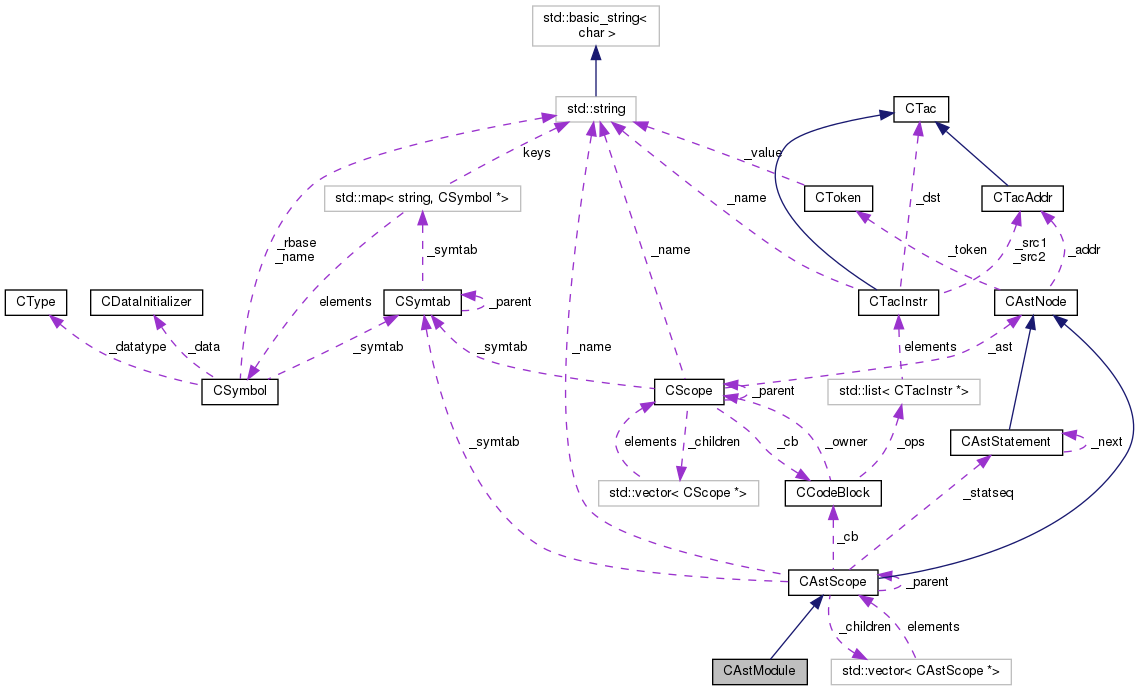 std::basic_string<
char >
std::string
CTac
keys
_value
std::map< string, CSymbol *>
CToken
CTacAddr
_name
_dst
_rbase
_name
_symtab
_name
_token
_src1
_src2
_addr
CType
CDataInitializer
elements
CSymtab
_parent
CTacInstr
CAstNode
_datatype
_data
_symtab
_symtab
_name
elements
_ast
CSymbol
CScope
_parent
std::list< CTacInstr *>
_symtab
elements
_children
_cb
_owner
_ops
CAstStatement
_next
std::vector< CScope *>
CCodeBlock
_statseq
_cb
CAstScope
_parent
_children
elements
CAstModule
std::vector< CAstScope *>